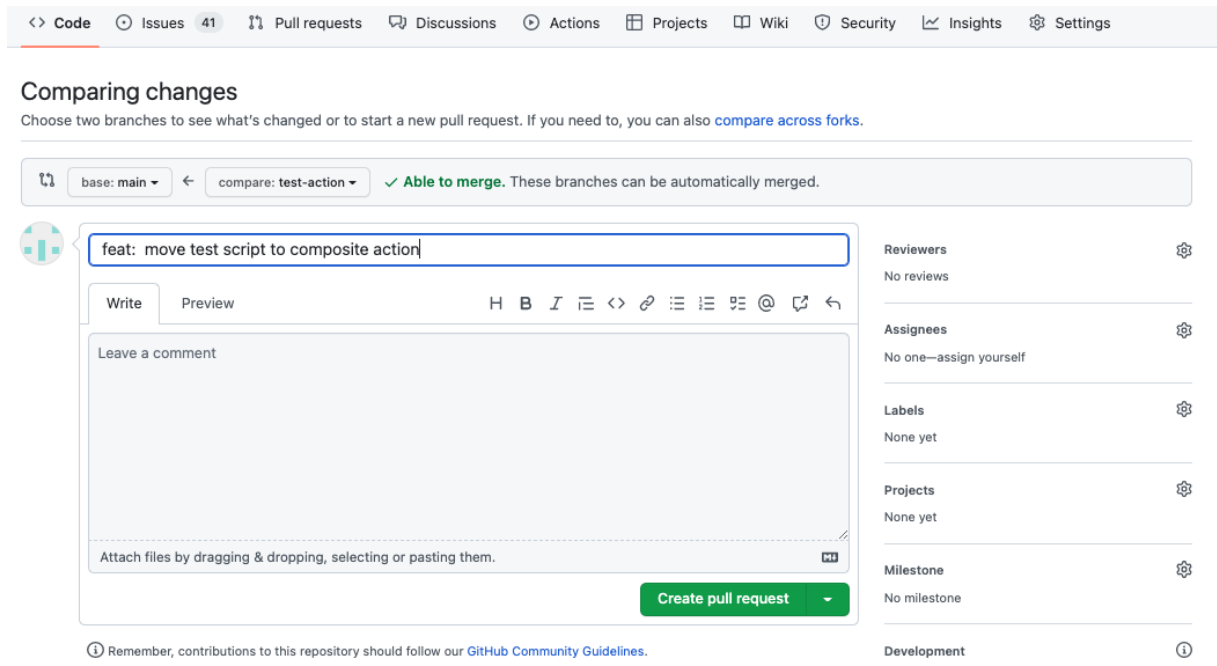 Code Issues 41 Pull requests Discussions Actions Projects Wiki Security Insights Settings
Comparing changes
Choose two branches to see what's changed or to start a new pull request. If you need to, you can also compare across forks.
base: main compare: test-action Able to merge. These branches can be automatically merged.
feat:  move test script to composite action
Write Preview H B I @
Leave a comment
Attach files by dragging & dropping, selecting or pasting them.
Create pull request
Remember, contributions to this repository should follow our GitHub Community Guidelines.
Reviewers
No reviews
Assignees
No one—assign yourself
Labels
None yet
Projects
None yet
Milestone
No milestone
Development